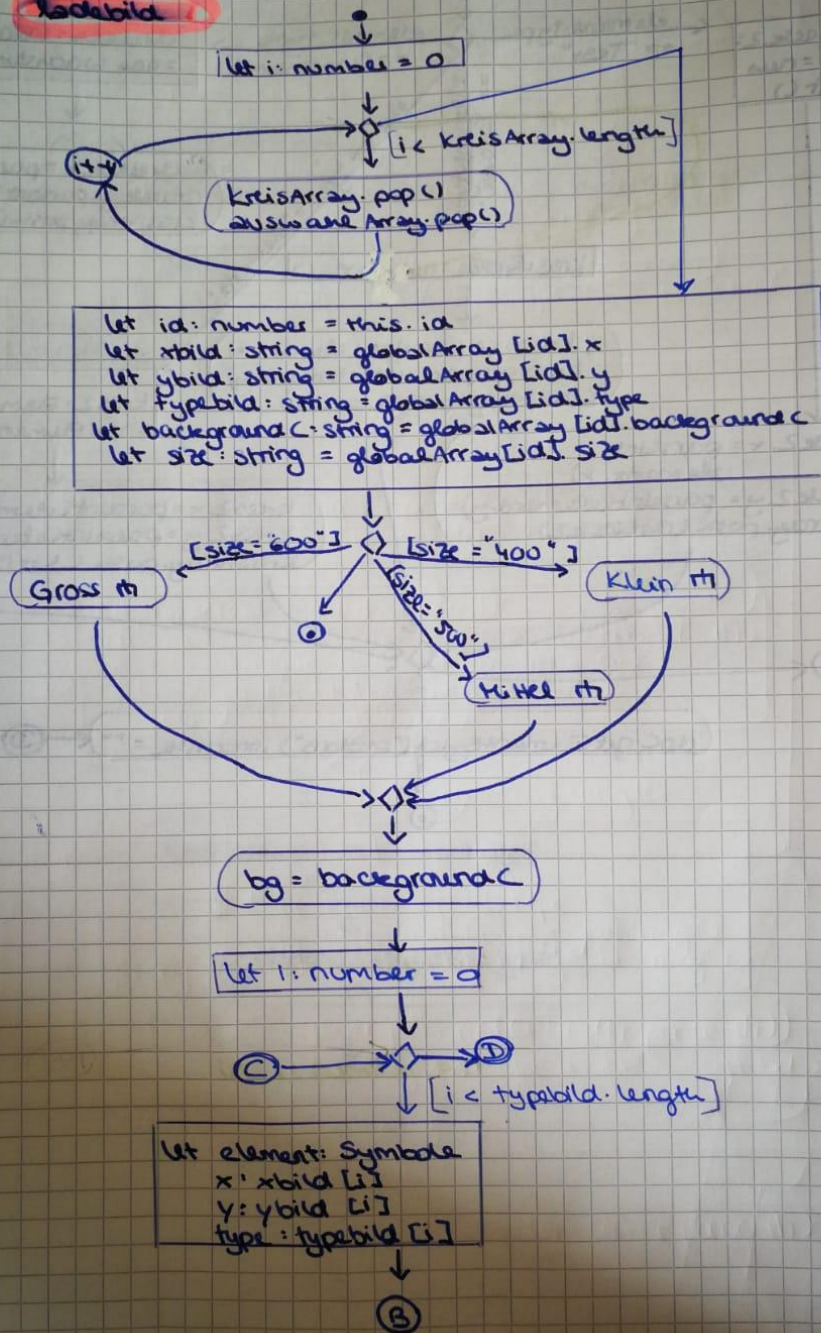 ladebild
let i: number = 0
[i < kreisArray.length]
i++
kreisArray.pop()
auswahl Array.pop()
let id: number = this.id
let xbild: string = globalArray [id].x
let ybild: string = globalArray [id].y
let typebild: string = globalArray [id].type
let backgroundC: string = globalArray [id].backgroundC
let size: string = globalArray[id].size
[size="600"]
[size="400"]
Gross
[size="500"]
Klein
Mittel
bg = backgroundC
let i: number = 0
C
D
[i < typebild.length]
let element: Symbole
x: xbild [i]
y: ybild [i]
type: typebild [i]
B